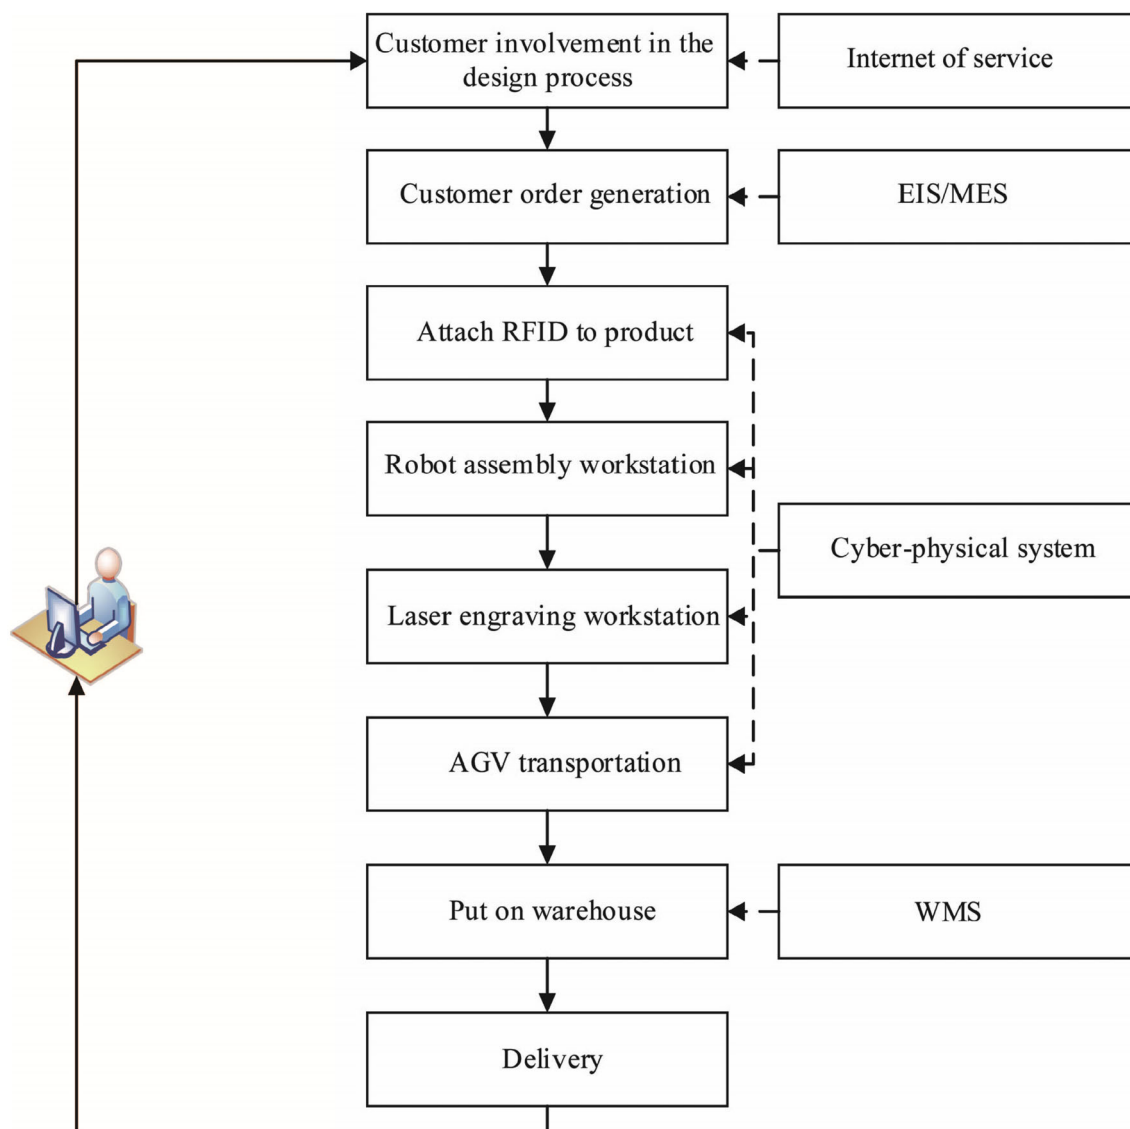 Customer involvement in the
design process
Internet of service
Customer order generation
EIS/MES
Attach RFID to product
Robot assembly workstation
Cyber-physical system
Laser engraving workstation
AGV transportation
Put on warehouse
WMS
Delivery